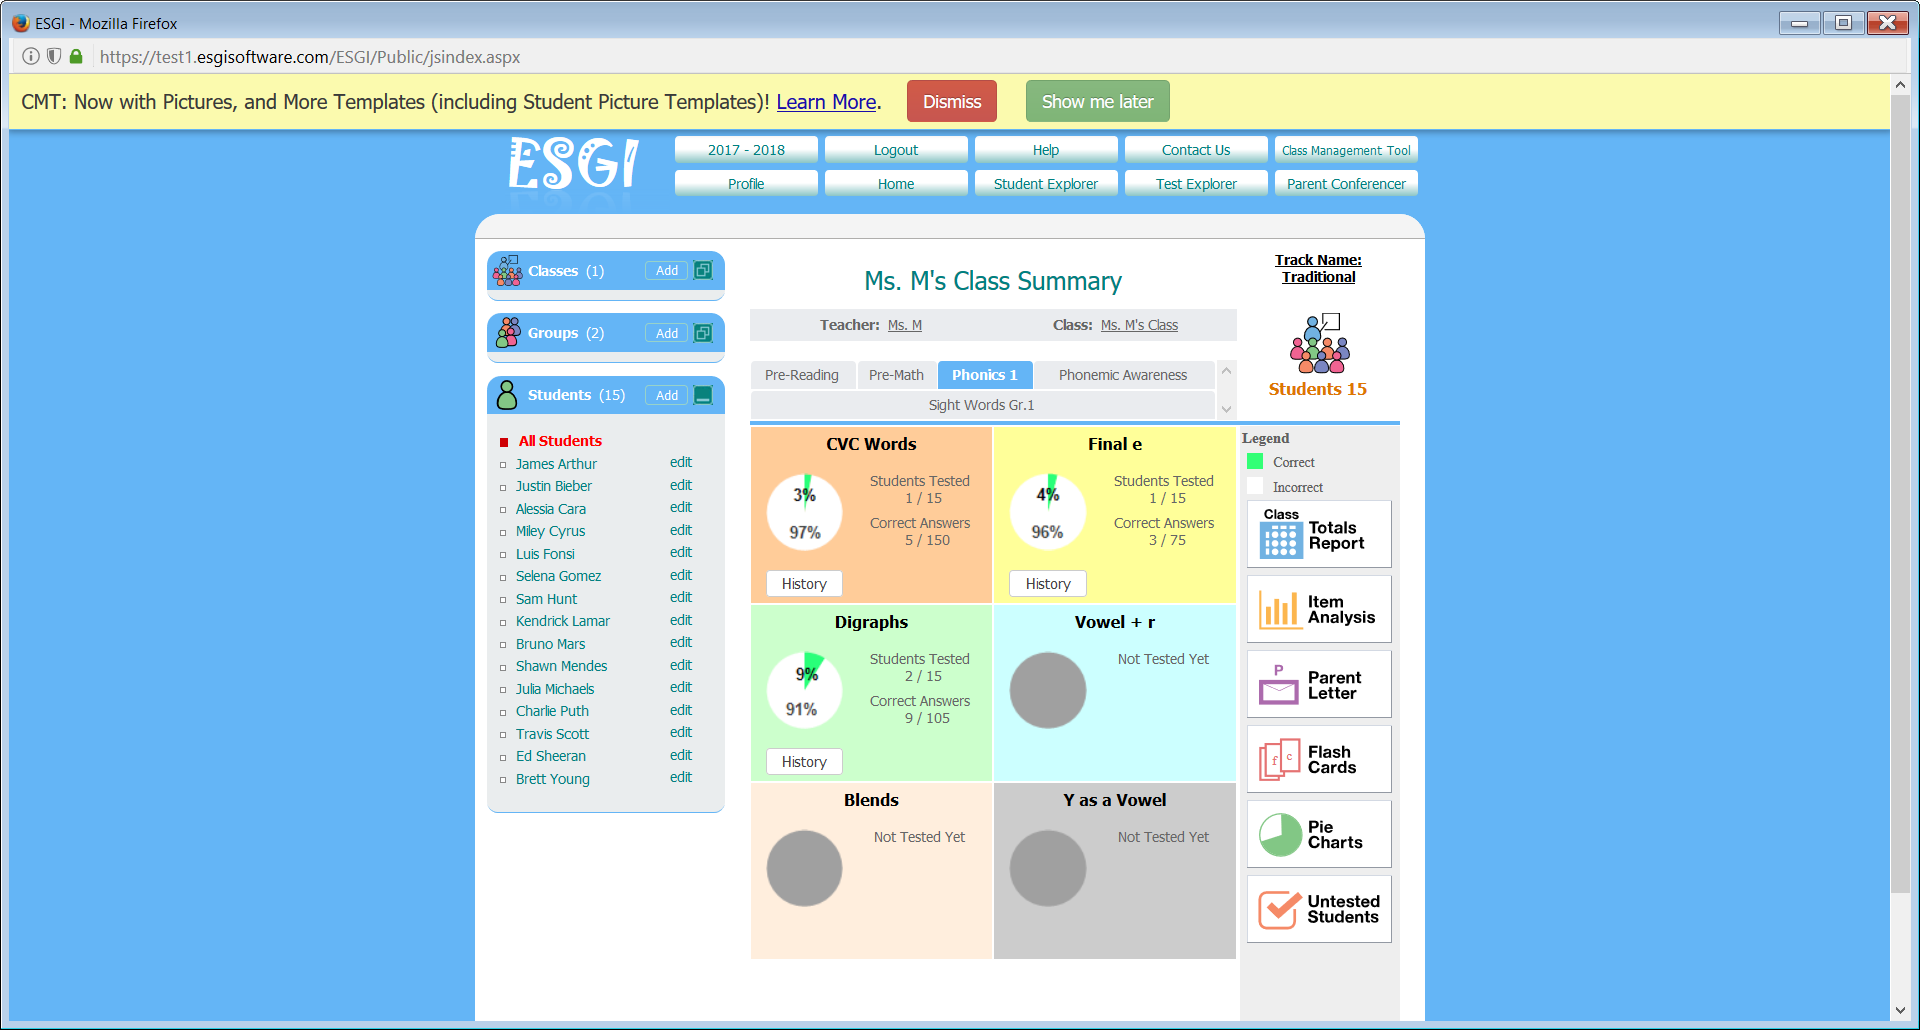 ESGI - Mozilla Firefox
https://test1.esgisoftware.com/ESGI/Public/jsindex.aspx
CMT: Now with Pictures, and More Templates (including Student Picture Templates)! Learn More.
Dismiss
Show me later
ESGI
2017 - 2018
Logout
Help
Contact Us
Class Management Tool
Profile
Home
Student Explorer
Test Explorer
Parent Conferencer
Classes (1)
Add
Groups (2)
Add
Students (15)
Add
All Students
James Arthur edit
Justin Bieber edit
Alessia Cara edit
Miley Cyrus edit
Luis Fonsi edit
Selena Gomez edit
Sam Hunt edit
Kendrick Lamar edit
Bruno Mars edit
Shawn Mendes edit
Julia Michaels edit
Charlie Puth edit
Travis Scott edit
Ed Sheeran edit
Brett Young edit
Ms. M's Class Summary
Teacher: Ms. M
Class: Ms. M's Class
Pre-Reading
Pre-Math
Phonics 1
Phonemic Awareness
Sight Words Gr.1
Track Name:
Traditional
Students 15
CVC Words
3%
97%
Students Tested
1 / 15
Correct Answers
5 / 150
History
Final e
4%
96%
Students Tested
1 / 15
Correct Answers
3 / 75
History
Digraphs
9%
91%
Students Tested
2 / 15
Correct Answers
9 / 105
History
Vowel + r
Not Tested Yet
Blends
Not Tested Yet
Y as a Vowel
Not Tested Yet
Legend
Correct
Incorrect
Class
Totals
Report
Item
Analysis
P
Parent
Letter
f c
Flash
Cards
Pie
Charts
Untested
Students